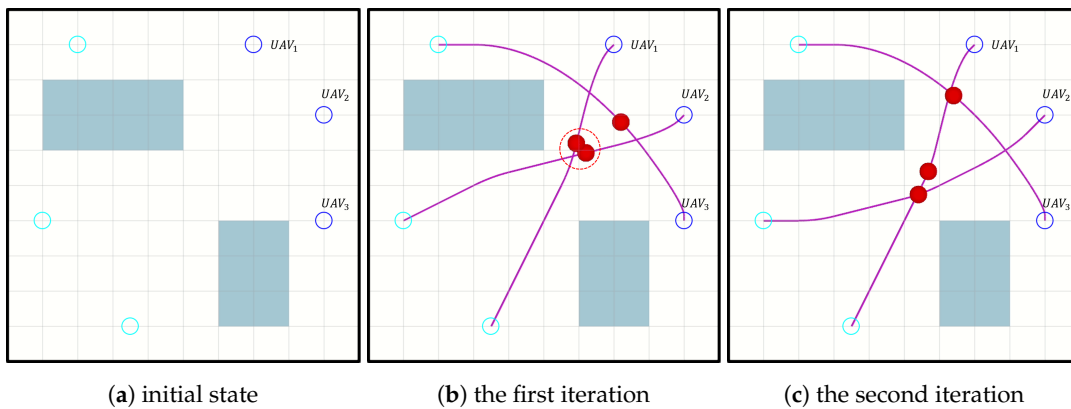 UAV₁
UAV₂
UAV₃
UAV₁
UAV₂
UAV₃
UAV₁
UAV₂
UAV₃
(a) initial state
(b) the first iteration
(c) the second iteration